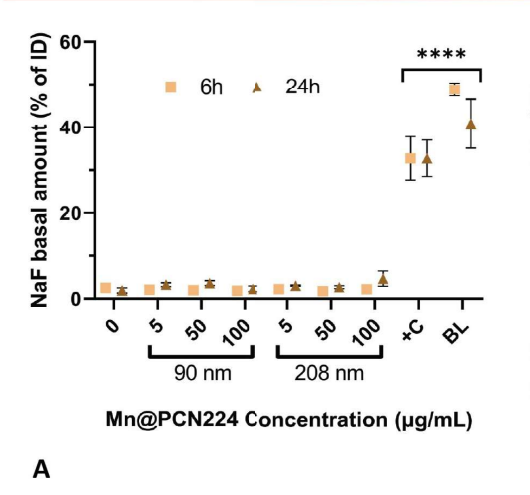 NaF basal amount (% of ID)
60
40
20
0
6h 24h
****
0 5 50 100 5 50 100 +C BL
90 nm 208 nm
Mn@PCN224 Concentration (µg/mL)
A